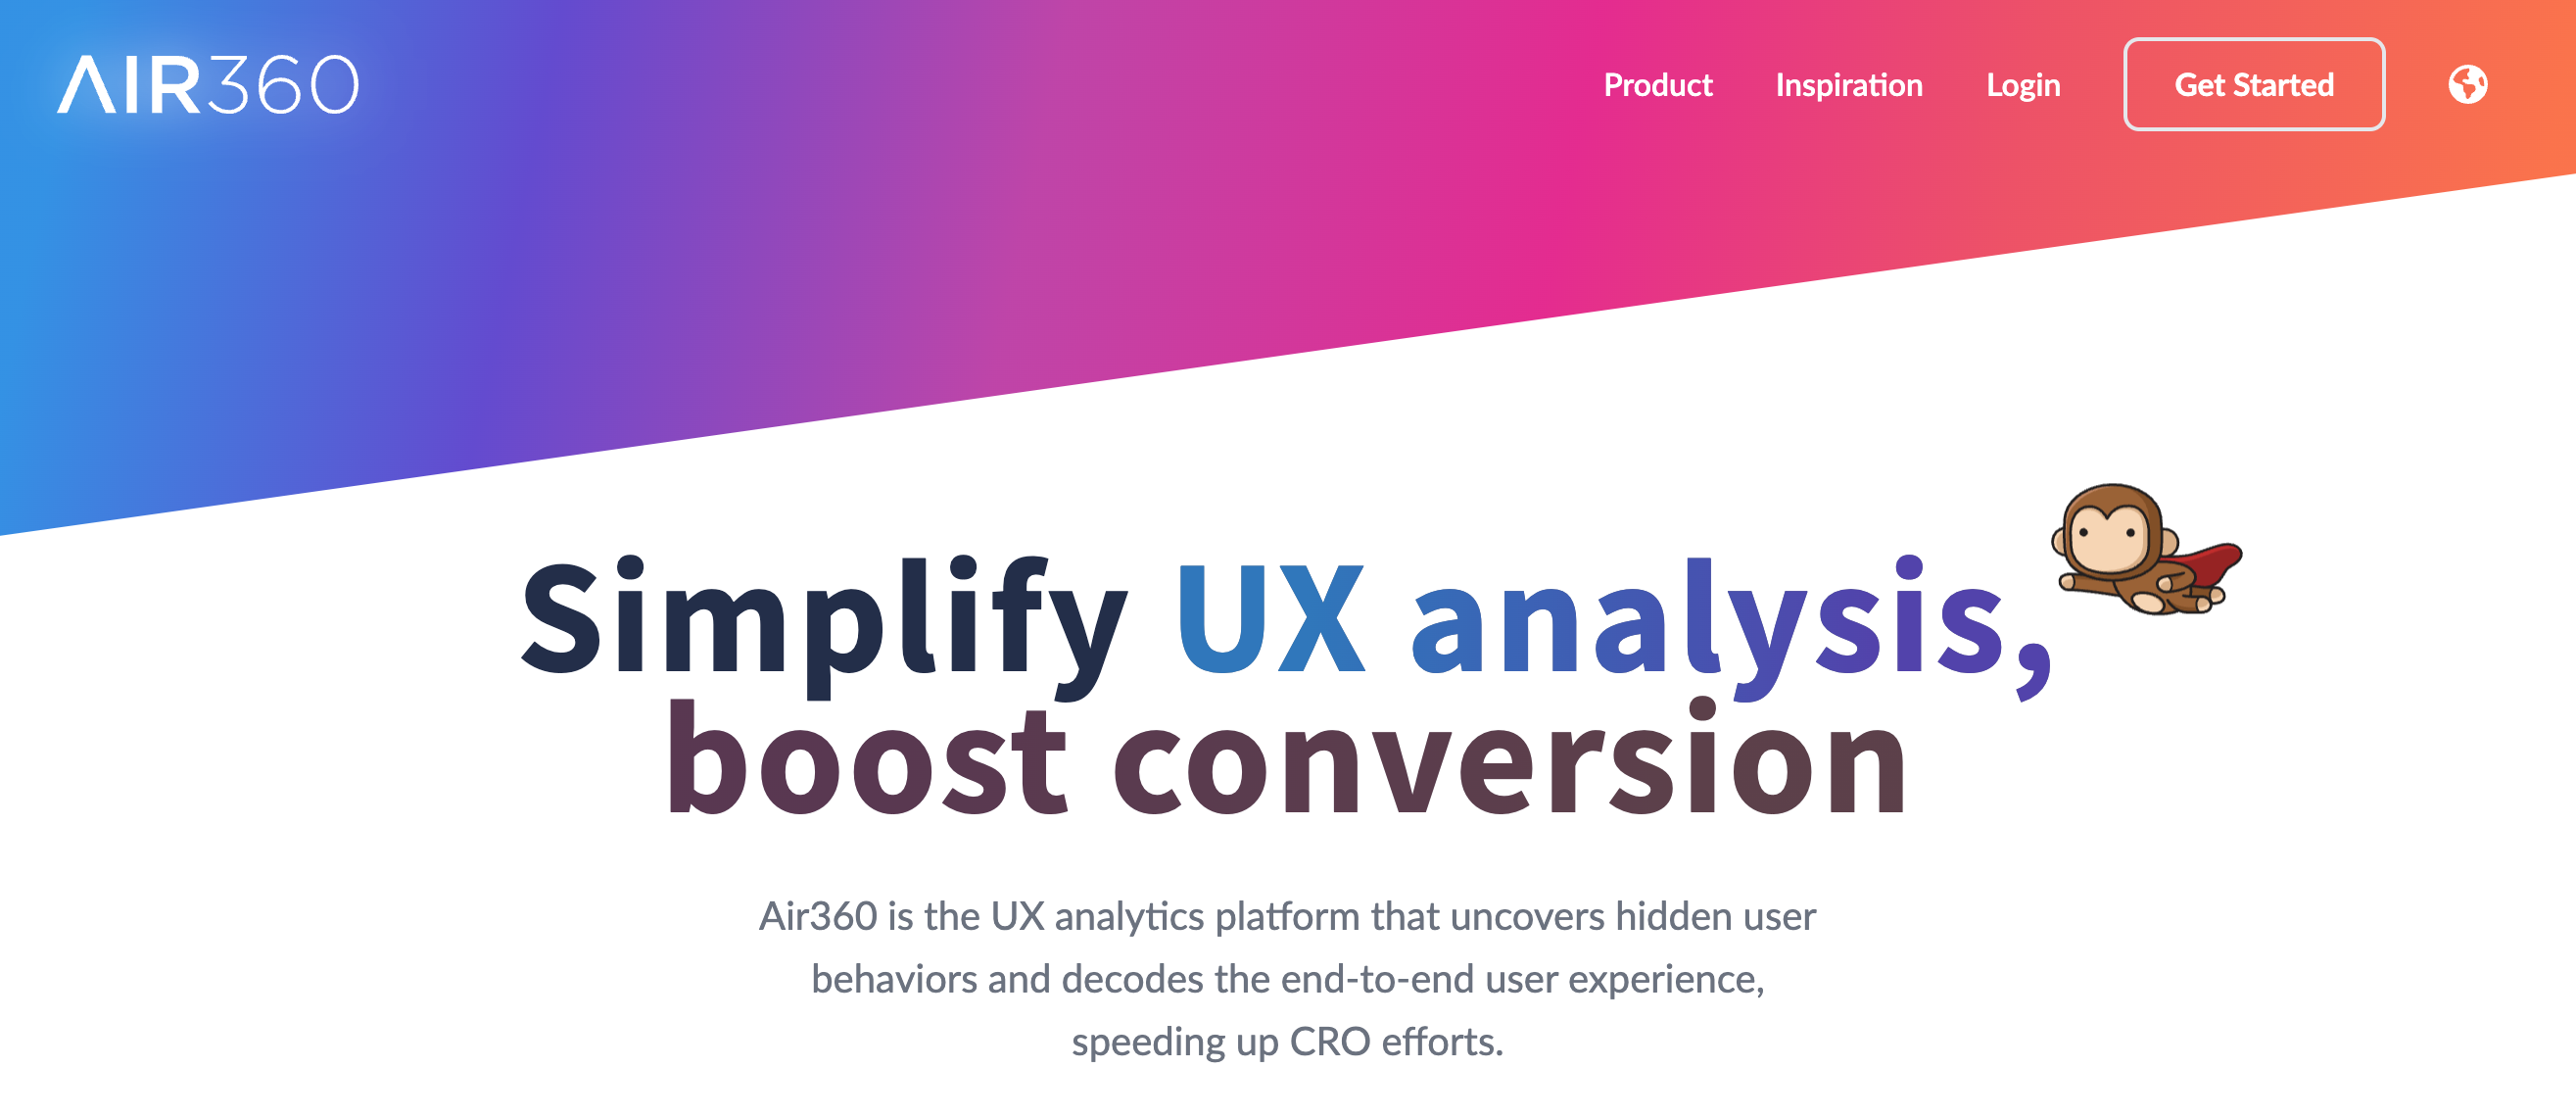 AIR360
Product
Inspiration
Login
Get Started
Simplify UX analysis,
boost conversion
Air360 is the UX analytics platform that uncovers hidden user
behaviors and decodes the end-to-end user experience,
speeding up CRO efforts.